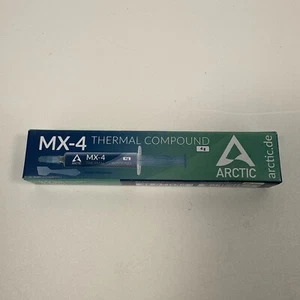 MX-4 THERMAL COMPOUND
4g
MX-4
ARCTIC
arctic.de